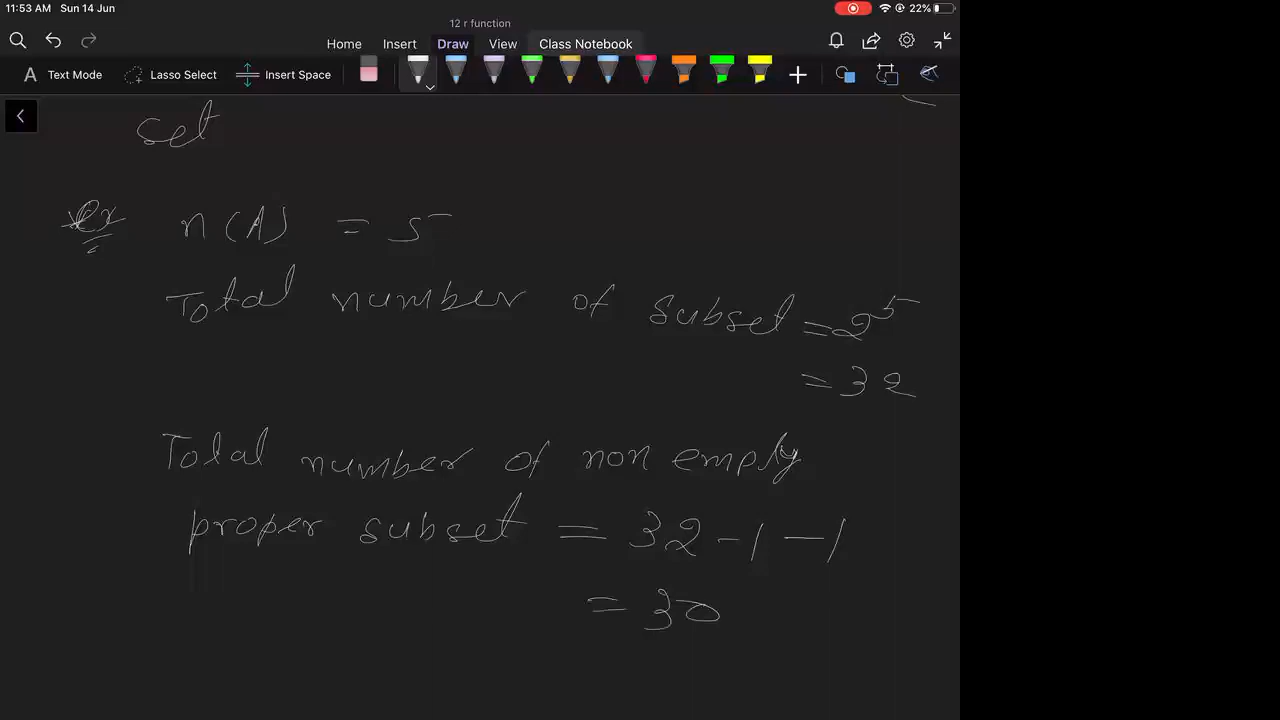 11:53 AM Sun 14 Jun 22%
12 r function
Home Insert Draw View Class Notebook
A Text Mode Lasso Select Insert Space
set
Ex n(A) = 5
Total number of subset = 2^5
= 32
Total number of non empty
proper subset = 32 - 1 - 1
= 30